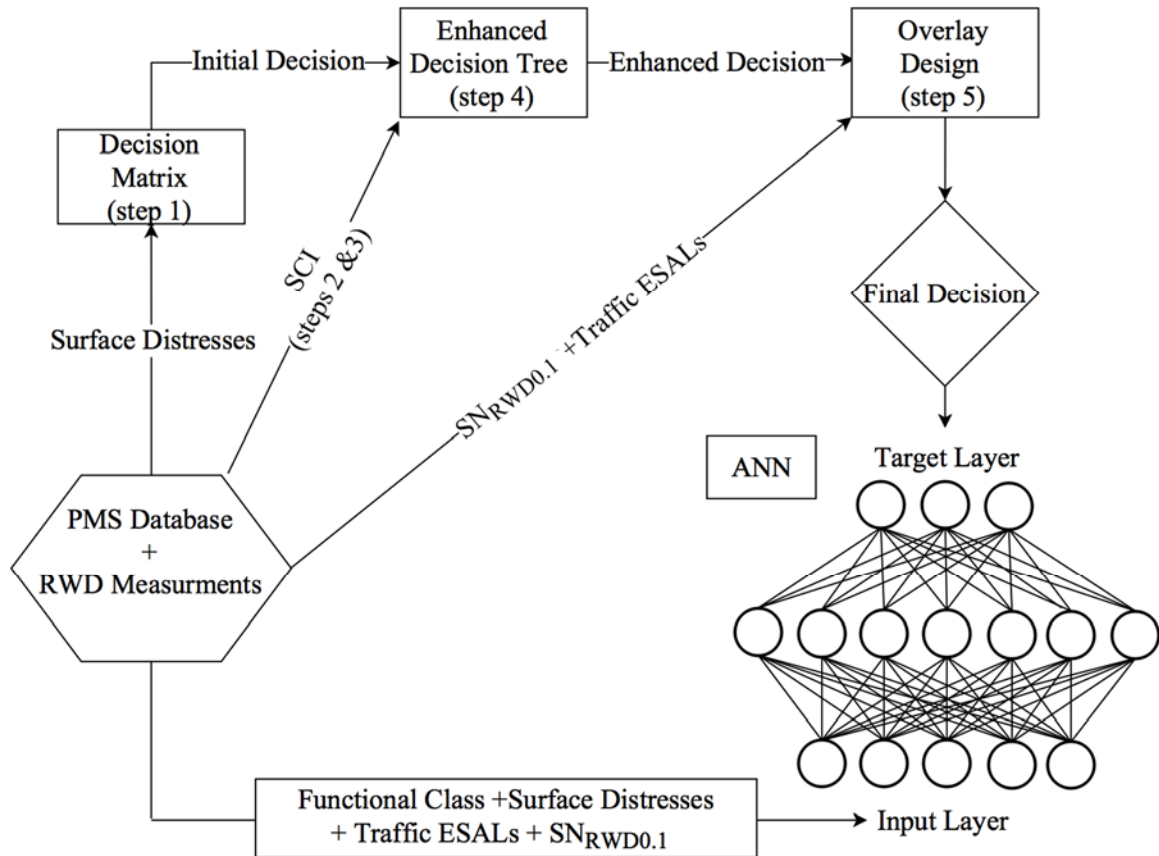 Initial Decision
Enhanced
Decision Tree
(step 4)
Enhanced Decision
Overlay
Design
(step 5)
Decision
Matrix
(step 1)
Surface Distresses
SCI
(steps 2 &3)
SNRWD0.1 +Traffic ESALs
Final Decision
PMS Database
+
RWD Measurments
ANN
Target Layer
Functional Class +Surface Distresses
+ Traffic ESALs + SNRWD0.1
Input Layer